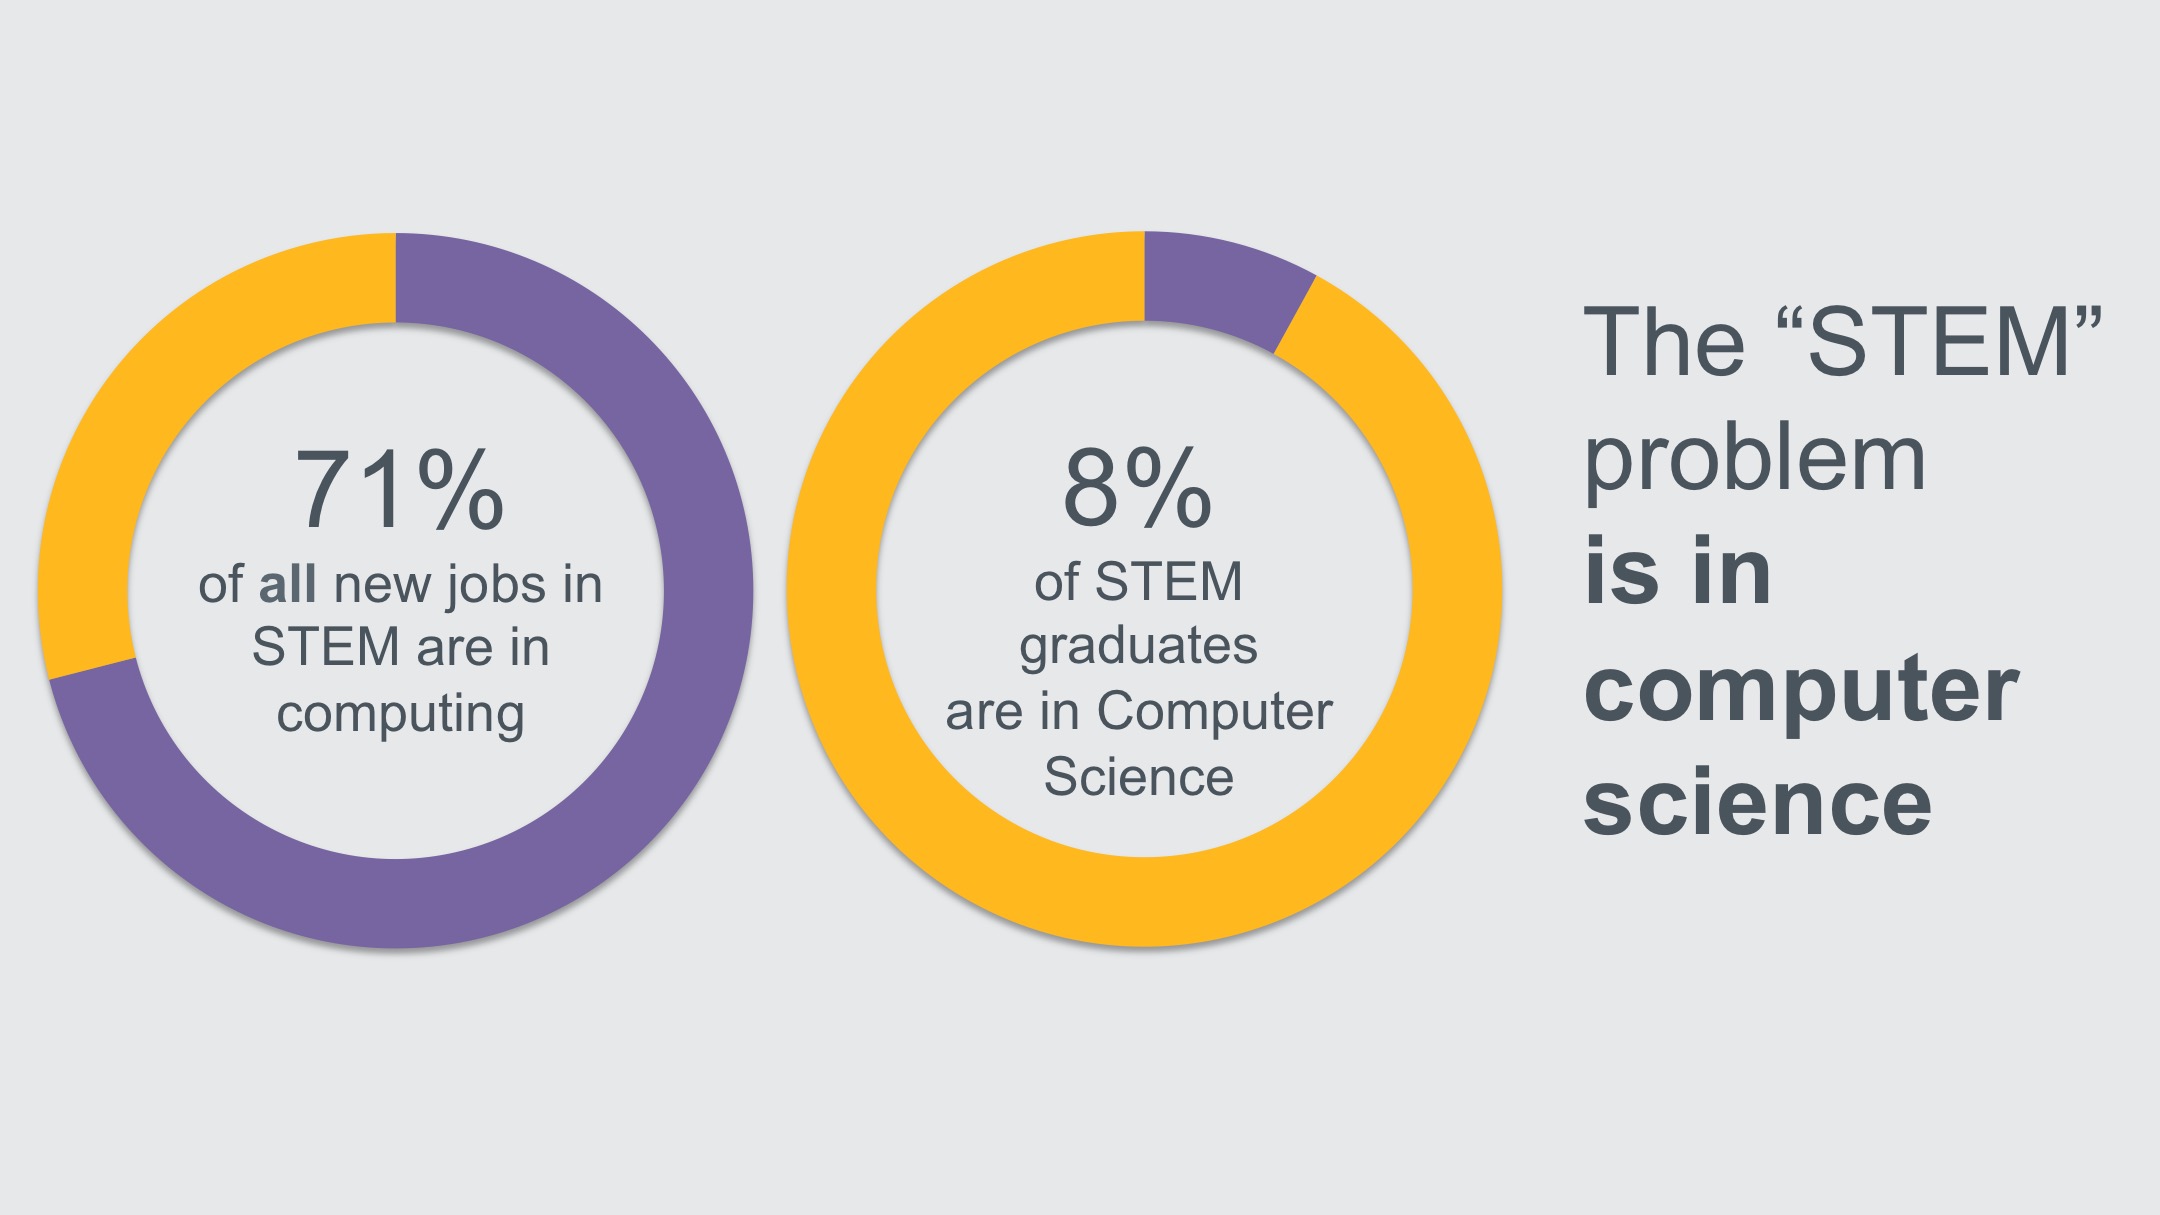 71%
of all new jobs in
STEM are in
computing
8%
of STEM
graduates
are in Computer
Science
The “STEM”
problem
is in
computer
science